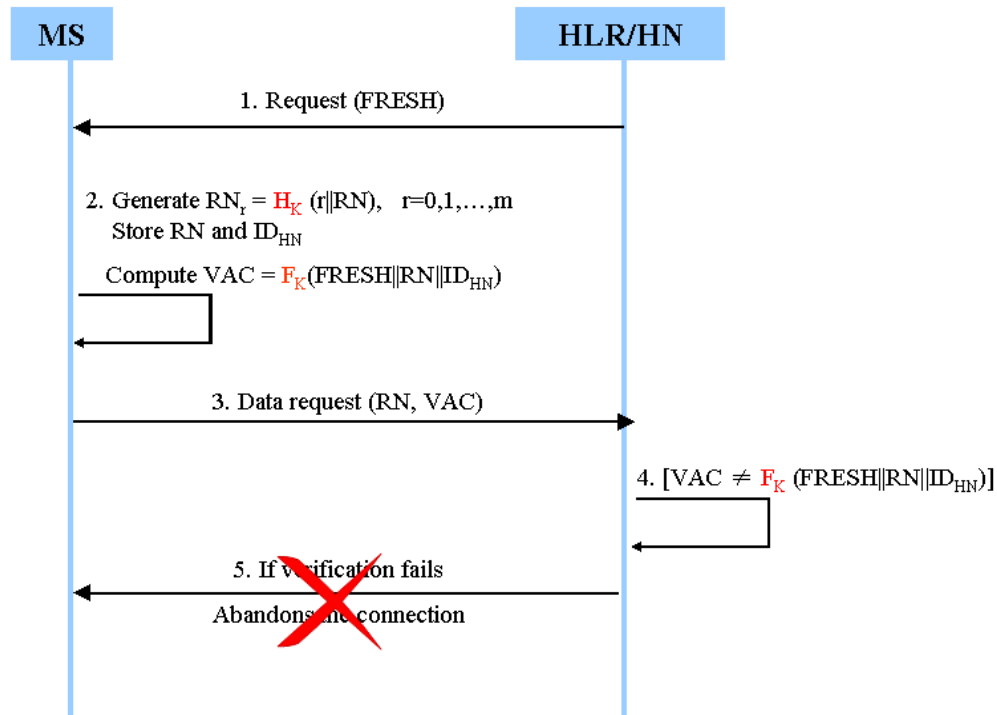 MS
HLR/HN
1. Request (FRESH)
2. Generate RNr = HK (r||RN), r=0,1,…,m
Store RN and IDHN
Compute VAC = FK(FRESH||RN||IDHN)
3. Data request (RN, VAC)
4. [VAC ≠ FK (FRESH||RN||IDHN)]
5. If verification fails
Abandons the connection